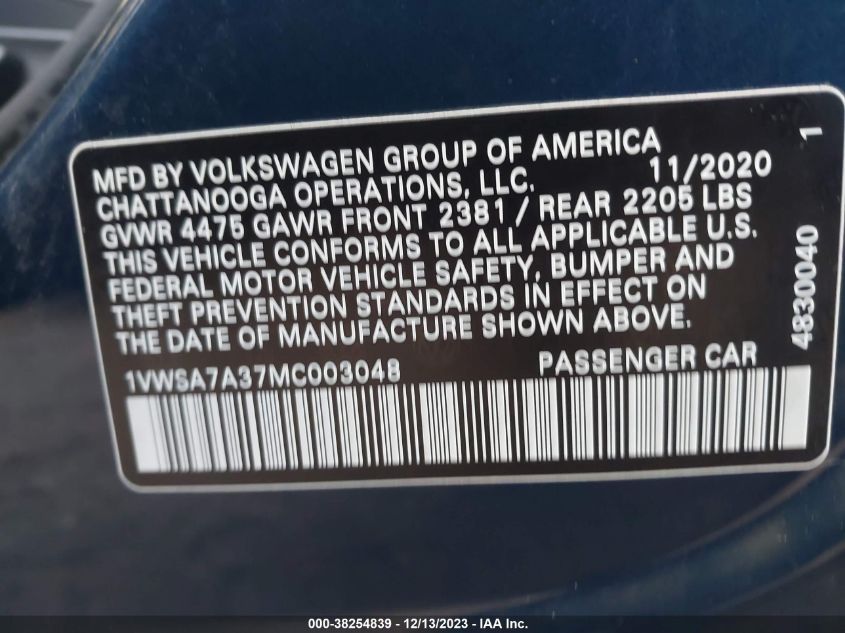 MFD BY VOLKSWAGEN GROUP OF AMERICA
CHATTANOOGA OPERATIONS, LLC. 11/2020
GVWR 4475 GAWR FRONT 2381 / REAR 2205 LBS
THIS VEHICLE CONFORMS TO ALL APPLICABLE U.S.
FEDERAL MOTOR VEHICLE SAFETY, BUMPER AND
THEFT PREVENTION STANDARDS IN EFFECT ON
THE DATE OF MANUFACTURE SHOWN ABOVE.
1VWSA7A37MC003048 PASSENGER CAR
4830040 1
000-38254839 - 12/13/2023 - IAA Inc.